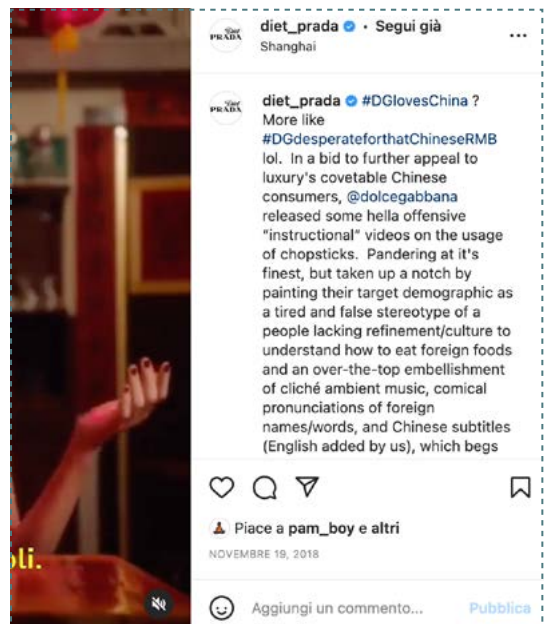 diet_prada · Segui già
Shanghai
Diet
PRADA
diet_prada #DGlovesChina ?
More like
#DGdesperateforthatChineseRMB
lol. In a bid to further appeal to
luxury's covetable Chinese
consumers, @dolcegabbana
released some hella offensive
"instructional" videos on the usage
of chopsticks. Pandering at it's
finest, but taken up a notch by
painting their target demographic as
a tired and false stereotype of a
people lacking refinement/culture to
understand how to eat foreign foods
and an over-the-top embellishment
of cliché ambient music, comical
pronunciations of foreign
names/words, and Chinese subtitles
(English added by us), which begs
Piace a pam_boy e altri
NOVEMBRE 19, 2018
Aggiungi un commento... Pubblica
oli.